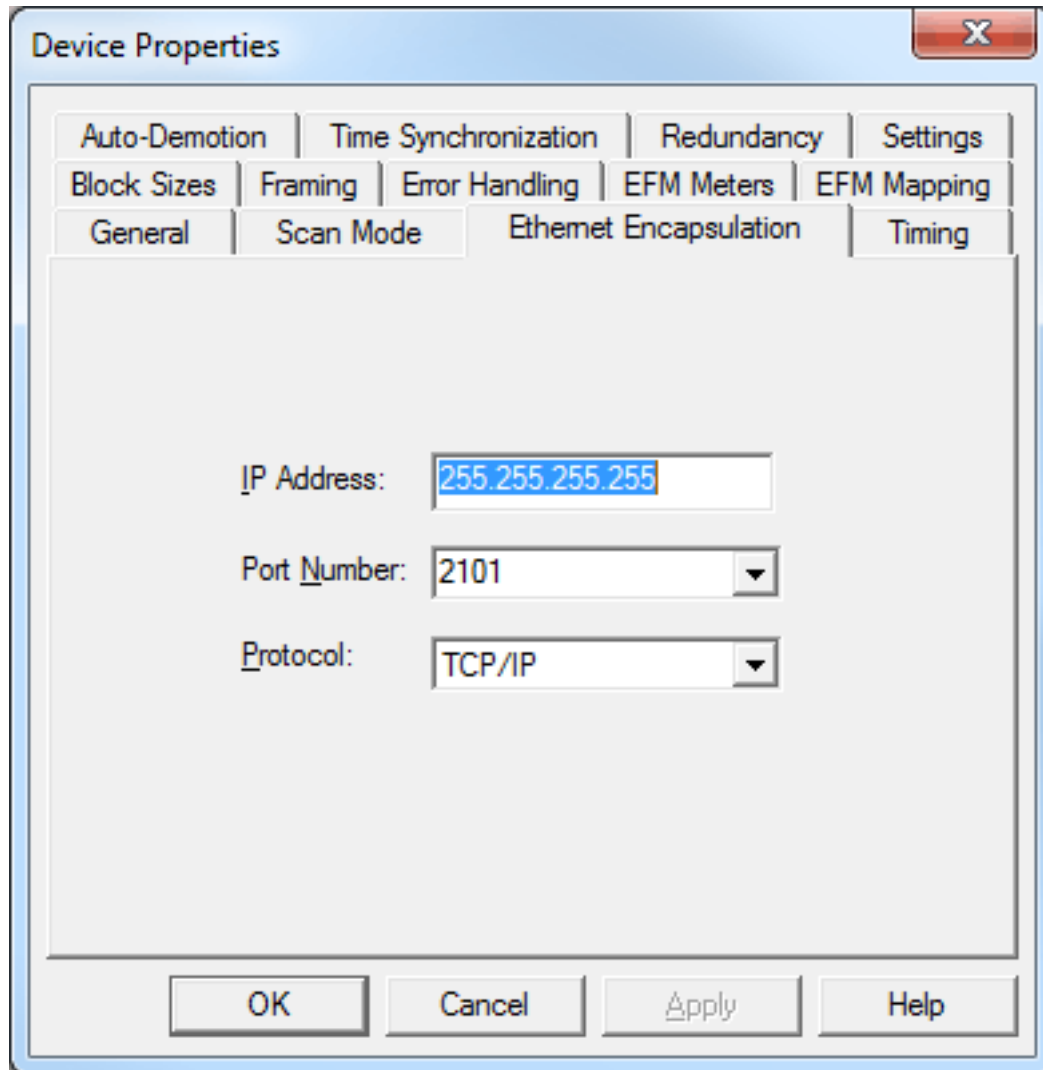 Device Properties
Auto-Demotion Time Synchronization Redundancy Settings
Block Sizes Framing Error Handling EFM Meters EFM Mapping
General Scan Mode Ethernet Encapsulation Timing
IP Address: 255.255.255.255
Port Number: 2101
Protocol: TCP/IP
OK Cancel Apply Help